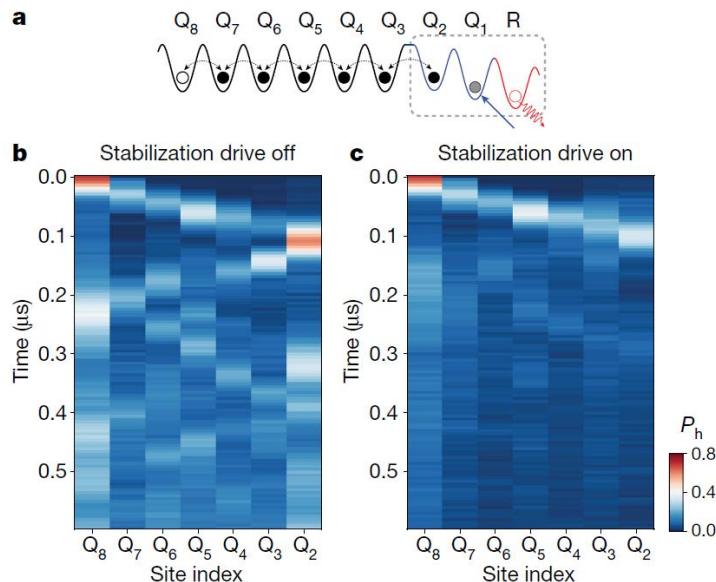 a
Q8 Q7 Q6 Q5 Q4 Q3 Q2 Q1 R
b Stabilization drive off
c Stabilization drive on
0.0
0.1
0.2
0.3
0.4
0.5
Time (μs)
Q8 Q7 Q6 Q5 Q4 Q3 Q2
Site index
0.0
0.1
0.2
0.3
0.4
0.5
Time (μs)
Q8 Q7 Q6 Q5 Q4 Q3 Q2
Site index
Ph
0.8
0.4
0.0